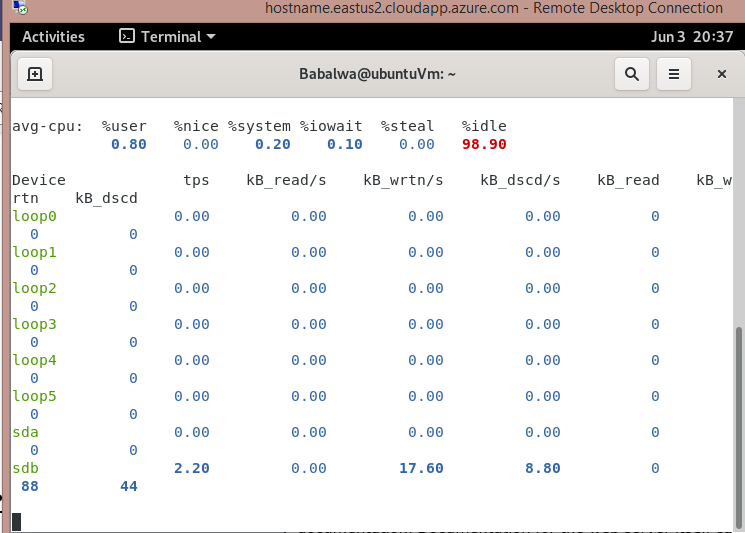 hostname.eastus2.cloudapp.azure.com - Remote Desktop Connection
Activities Terminal Jun 3 20:37
Babalwa@ubuntuVm: ~
avg-cpu: %user %nice %system %iowait %steal %idle
0.80 0.00 0.20 0.10 0.00 98.90
Device tps kB_read/s kB_wrtn/s kB_dscd/s kB_read kB_w
rtn kB_dscd
loop0 0.00 0.00 0.00 0.00 0
0 0
loop1 0.00 0.00 0.00 0.00 0
0 0
loop2 0.00 0.00 0.00 0.00 0
0 0
loop3 0.00 0.00 0.00 0.00 0
0 0
loop4 0.00 0.00 0.00 0.00 0
0 0
loop5 0.00 0.00 0.00 0.00 0
0 0
sda 0.00 0.00 0.00 0.00 0
0 0
sdb 2.20 0.00 17.60 8.80 0
88 44